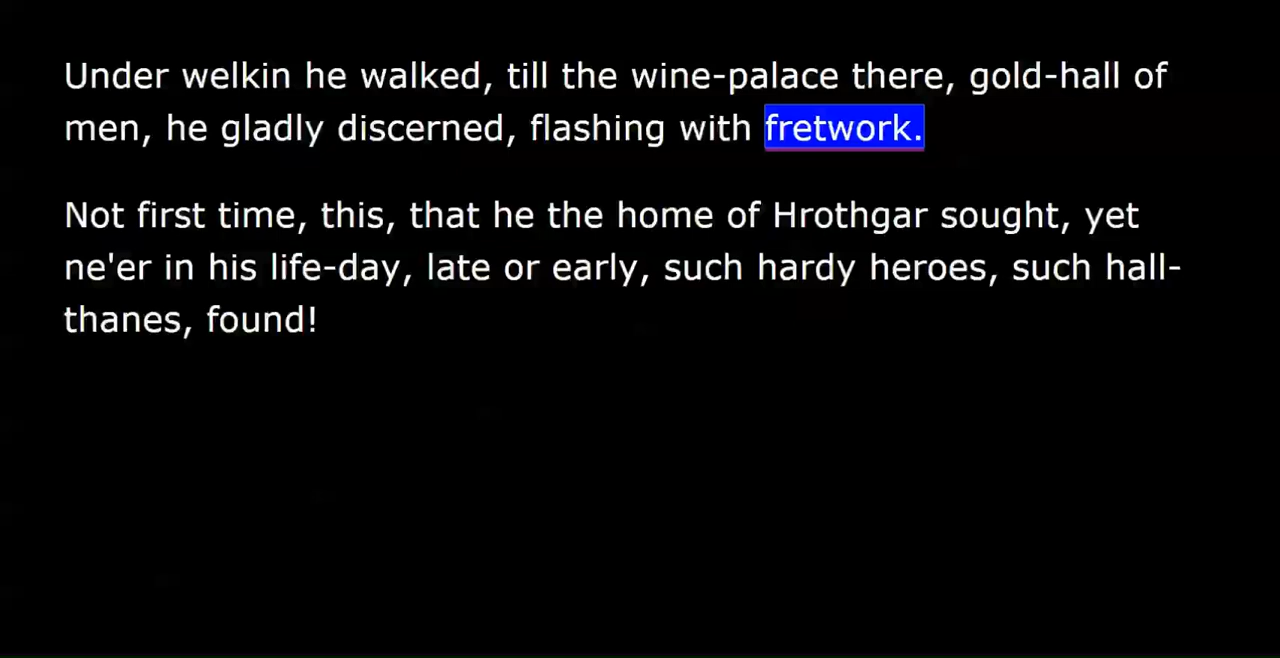 Under welkin he walked, till the wine-palace there, gold-hall of
men, he gladly discerned, flashing with fretwork.
Not first time, this, that he the home of Hrothgar sought, yet
ne'er in his life-day, late or early, such hardy heroes, such hall-
thanes, found!